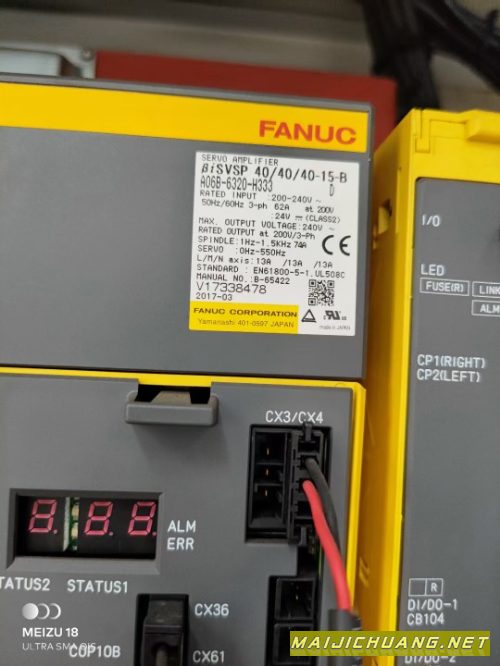 FANUC
SERVO AMPLIFIER
βiSVSP 40/40/40-15-B
A06B-6320-H333 D
RATED INPUT :200-240V~
50Hz/60Hz 3-ph 62A at 200V
:24V ⎓ (CLASS2)
MAX. OUTPUT VOLTAGE:240V~
RATED OUTPUT at 200V/3-Ph
SPINDLE:1Hz-1.5KHz 74A
SERVO :0Hz-550Hz
L/M/N axis:13A /13A /13A
STANDARD : EN61800-5-1,UL508C
MANUAL NO.:B-65422
V17338478
2017-03
CE
FANUC CORPORATION
Yamanashi 401-0597 JAPAN
made in JAPAN
I/O
LED
FUSE(R) LINK
ALM
CP1(RIGHT)
CP2(LEFT)
CX3/CX4
8.88
ALM
ERR
STATUS2 STATUS1
CX36
COP10B
CX61
R
DI/DO-1
CB104
DI/DO-2
MEIZU 18
MAIJICHUANG.NET